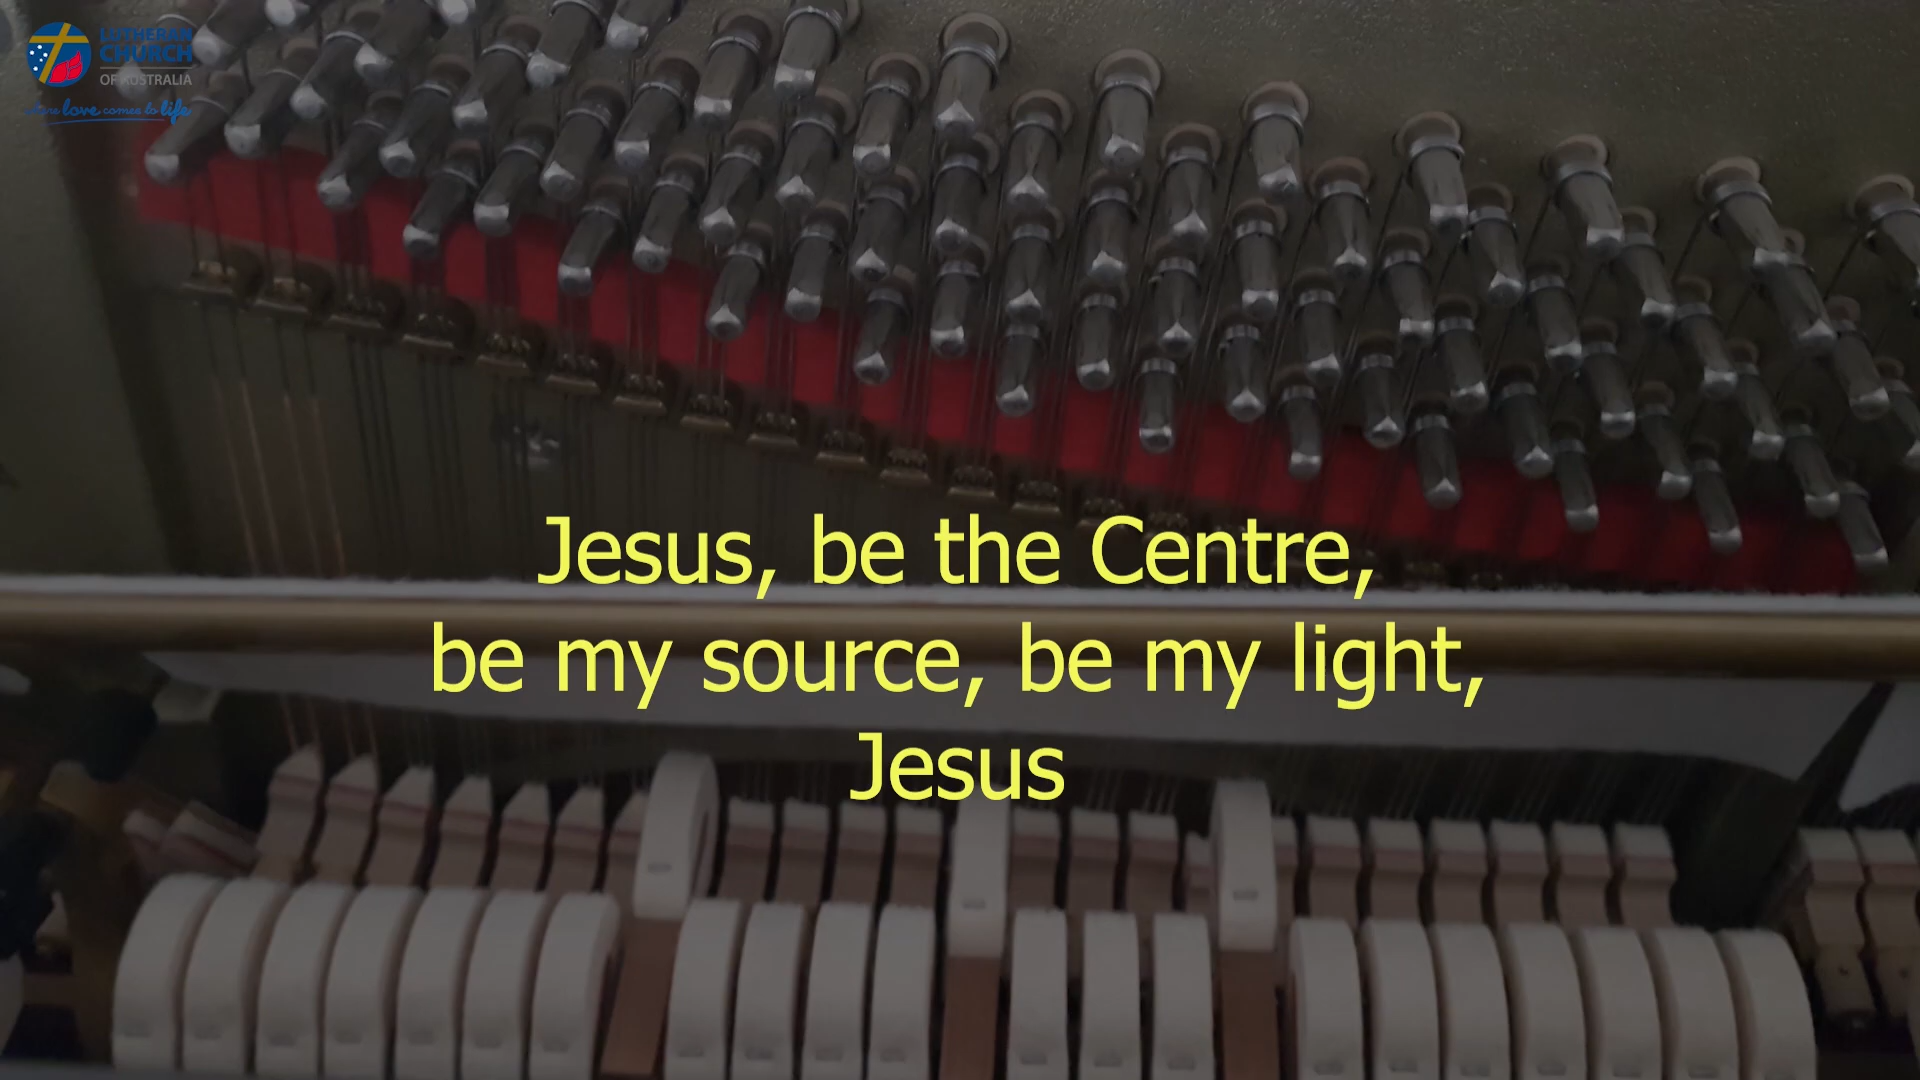 LUTHERAN
CHURCH
OF AUSTRALIA
where love comes to life
Jesus, be the Centre,
be my source, be my light,
Jesus